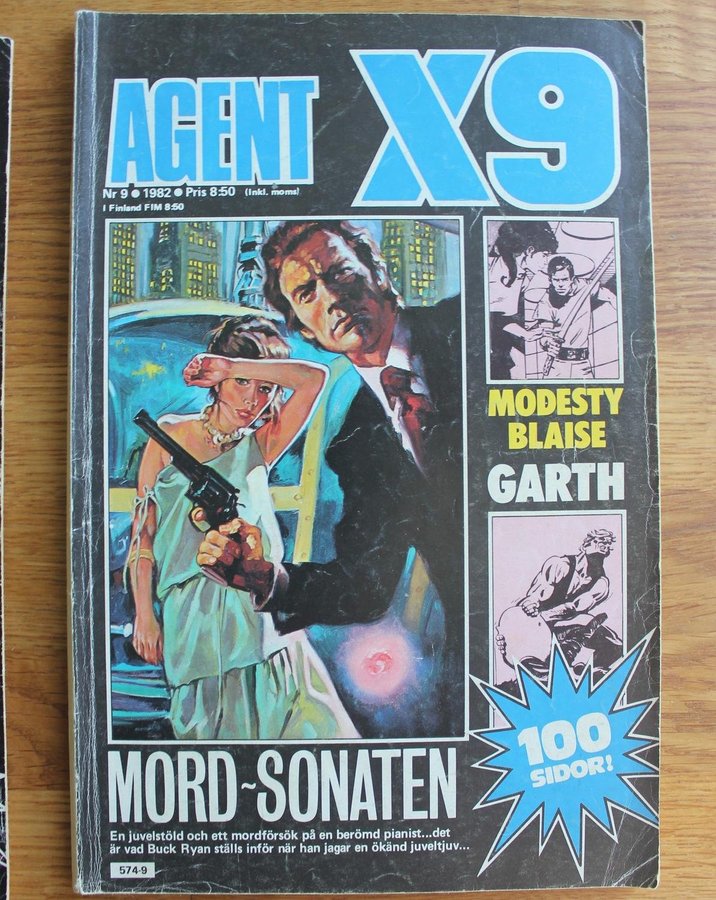 AGENT X9
Nr 9 ● 1982 ● Pris 8:50 (Inkl. moms)
I Finland FIM 8:50
MODESTY
BLAISE
GARTH
100
SIDOR!
MORD~SONATEN
En juvelstöld och ett mordförsök på en berömd pianist...det
är vad Buck Ryan ställs inför när han jagar en ökänd juveltjuv...
574-9